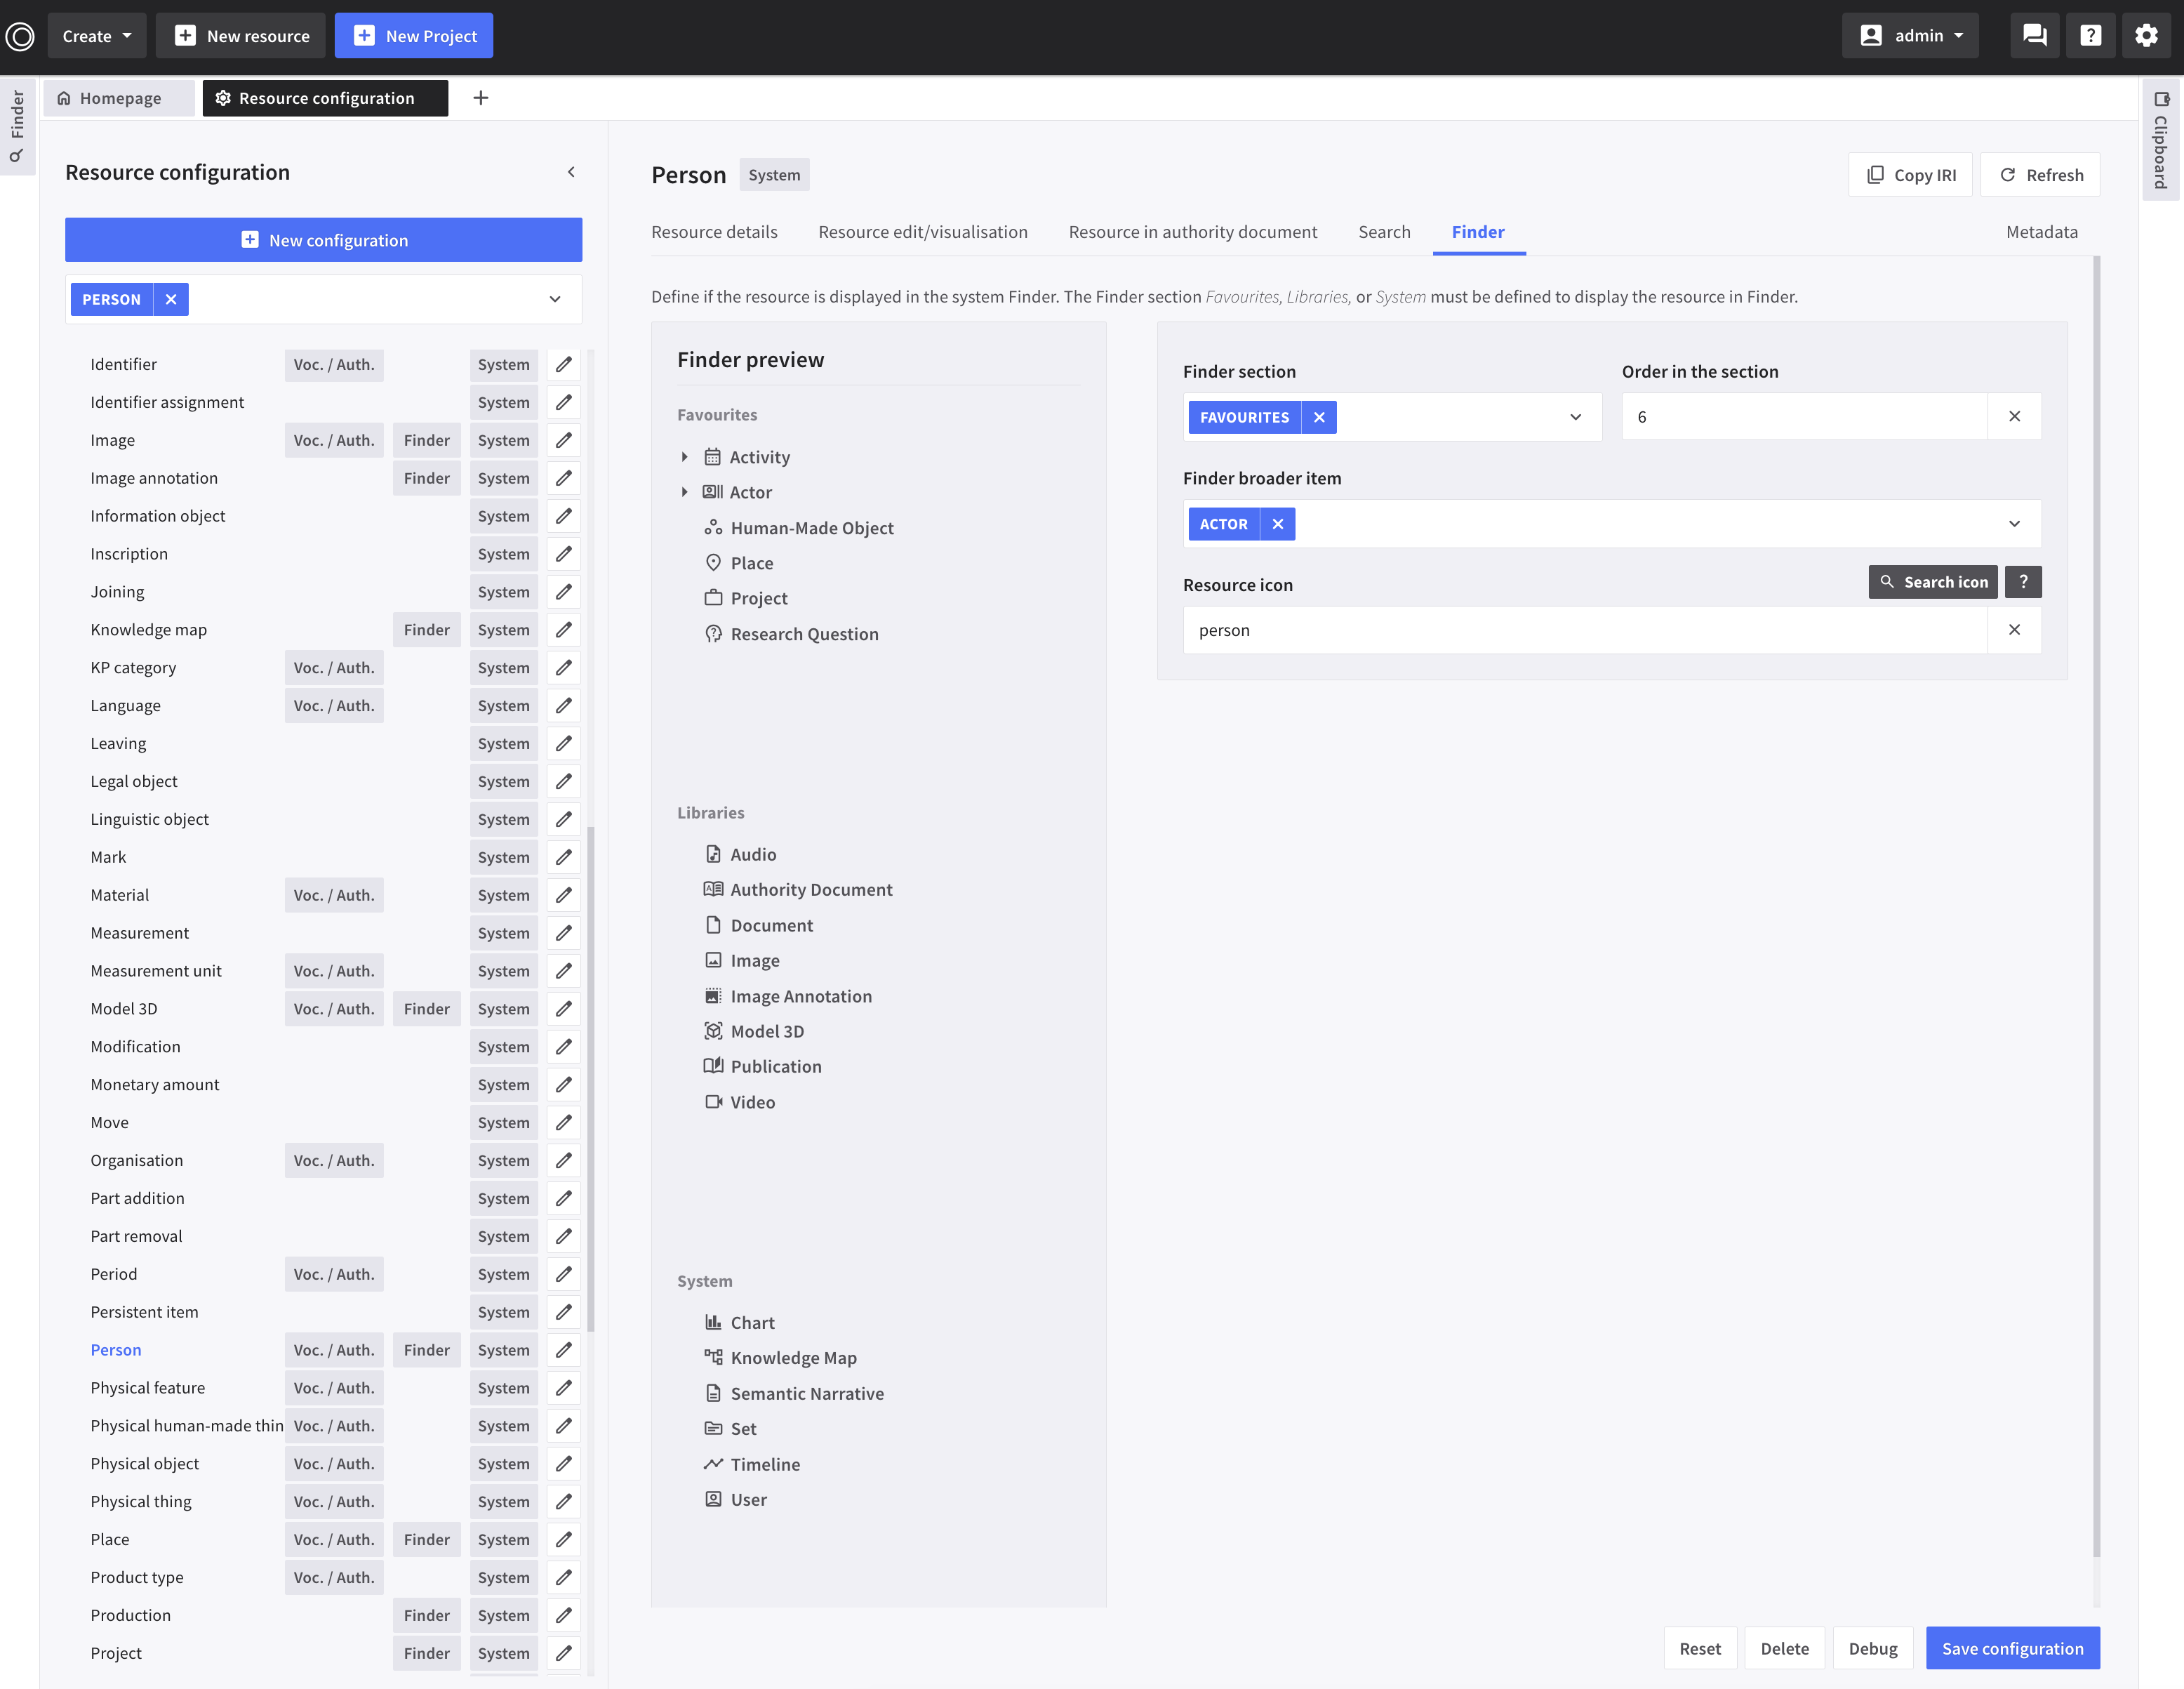 Create
New resource
New Project
admin
Finder
Homepage
Resource configuration
Clipboard
Resource configuration
New configuration
PERSON
Identifier Voc. / Auth. System
Identifier assignment System
Image Voc. / Auth. Finder System
Image annotation Finder System
Information object System
Inscription System
Joining System
Knowledge map Finder System
KP category Voc. / Auth. System
Language Voc. / Auth. System
Leaving System
Legal object System
Linguistic object System
Mark System
Material Voc. / Auth. System
Measurement System
Measurement unit Voc. / Auth. System
Model 3D Voc. / Auth. Finder System
Modification System
Monetary amount System
Move System
Organisation Voc. / Auth. System
Part addition System
Part removal System
Period Voc. / Auth. System
Persistent item System
Person Voc. / Auth. Finder System
Physical feature Voc. / Auth. System
Physical human-made thin Voc. / Auth. System
Physical object Voc. / Auth. System
Physical thing Voc. / Auth. System
Place Voc. / Auth. Finder System
Product type Voc. / Auth. System
Production Finder System
Project Finder System
Person System
Copy IRI
Refresh
Resource details
Resource edit/visualisation
Resource in authority document
Search
Finder
Metadata
Define if the resource is displayed in the system Finder. The Finder section Favourites, Libraries, or System must be defined to display the resource in Finder.
Finder preview
Favourites
Activity
Actor
Human-Made Object
Place
Project
Research Question
Libraries
Audio
Authority Document
Document
Image
Image Annotation
Model 3D
Publication
Video
System
Chart
Knowledge Map
Semantic Narrative
Set
Timeline
User
Finder section
FAVOURITES
Order in the section
6
Finder broader item
ACTOR
Resource icon
Search icon
?
person
Reset
Delete
Debug
Save configuration